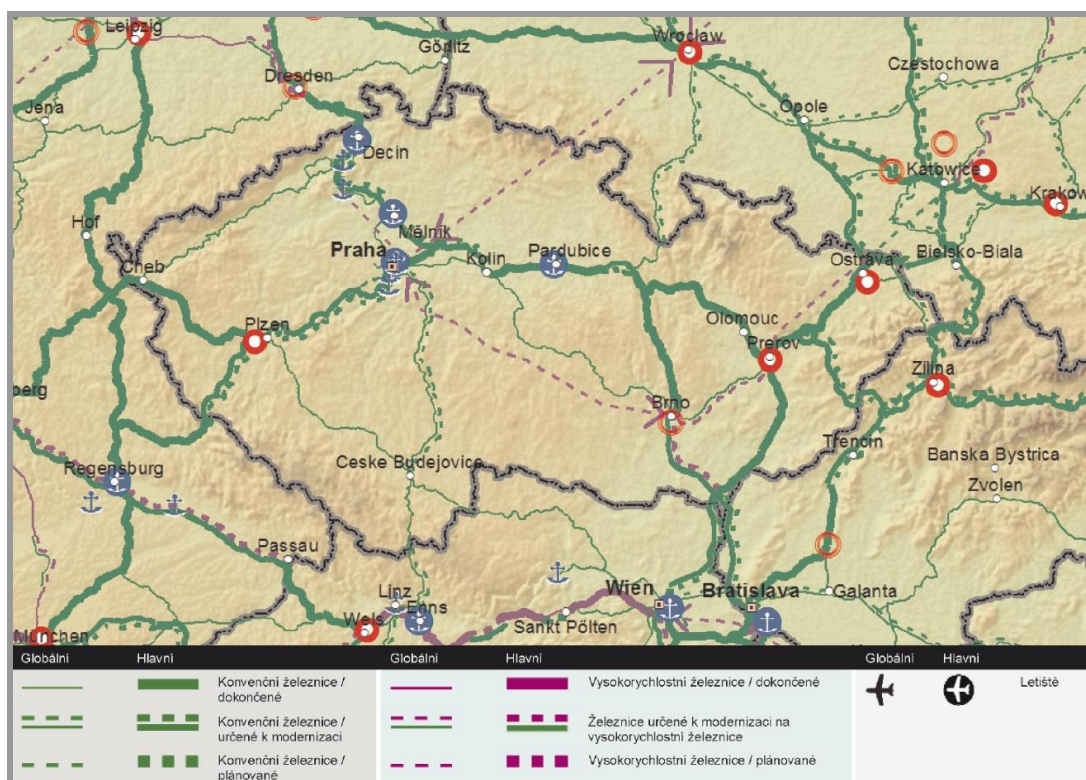 Leipzig
Görlitz
Wroclaw
Dresden
Czestochowa
Jena
Opole
Decin
Katowice
Krakow
Hof
Mělník
Praha
Pardubice
Kolin
Ostrava
Bielsko-Biala
Cheb
Olomouc
Plzen
Prerov
Zilina
berg
Brno
Trencin
Regensburg
Ceske Budejovice
Banska Bystrica
Zvolen
Passau
Linz
Wien
Bratislava
Galanta
Enns
Wels
Sankt Pölten
München
Globální Hlavní Globální Hlavní Globální Hlavní
Konvenční železnice /
dokončené
Vysokorychlostní železnice / dokončené
Letiště
Konvenční železnice /
určené k modernizaci
Železnice určené k modernizaci na
vysokorychlostní železnice
Konvenční železnice /
plánované
Vysokorychlostní železnice / plánované